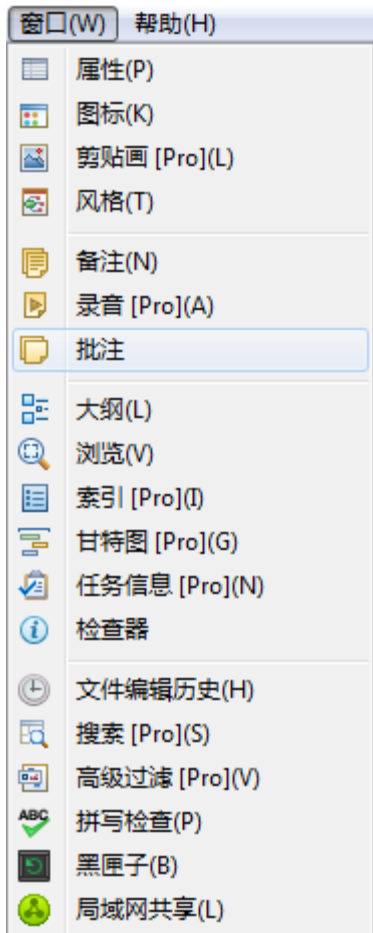 窗口(W) 帮助(H)
属性(P)
图标(K)
剪贴画 [Pro](L)
风格(T)
备注(N)
录音 [Pro](A)
批注
大纲(L)
浏览(V)
索引 [Pro](I)
甘特图 [Pro](G)
任务信息 [Pro](N)
检查器
文件编辑历史(H)
搜索 [Pro](S)
高级过滤 [Pro](V)
ABC 拼写检查(P)
黑匣子(B)
局域网共享(L)